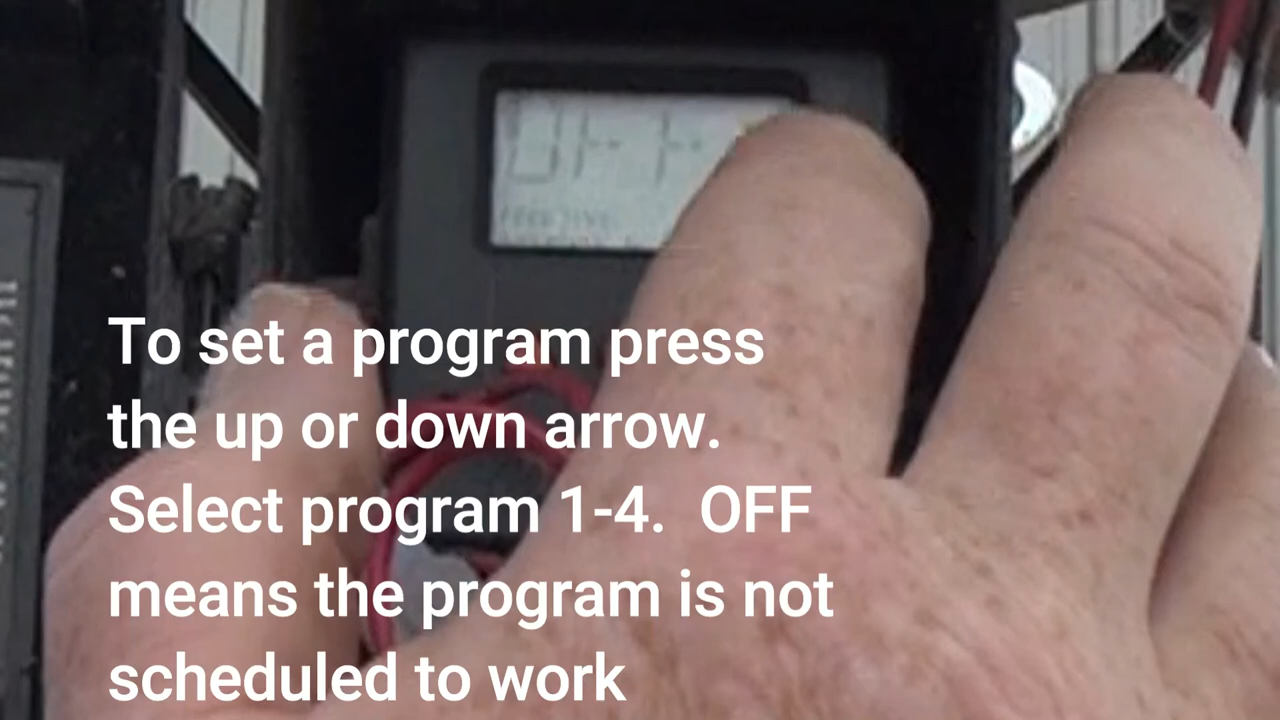 OFF
To set a program press
the up or down arrow.
Select program 1-4.  OFF
means the program is not
scheduled to work